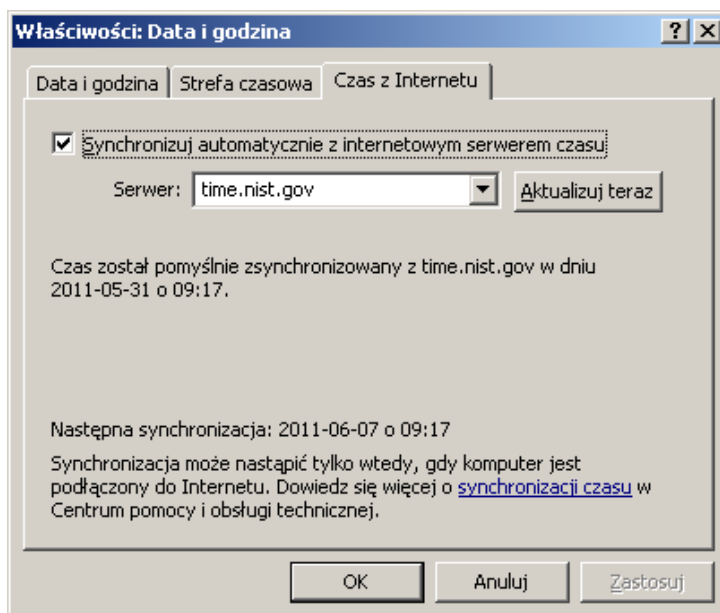 Właściwości: Data i godzina
Data i godzina Strefa czasowa Czas z Internetu
Synchronizuj automatycznie z internetowym serwerem czasu
Serwer: time.nist.gov Aktualizuj teraz
Czas został pomyślnie zsynchronizowany z time.nist.gov w dniu
2011-05-31 o 09:17.
Następna synchronizacja: 2011-06-07 o 09:17
Synchronizacja może nastąpić tylko wtedy, gdy komputer jest
podłączony do Internetu. Dowiedz się więcej o synchronizacji czasu w
Centrum pomocy i obsługi technicznej.
OK Anuluj Zastosuj